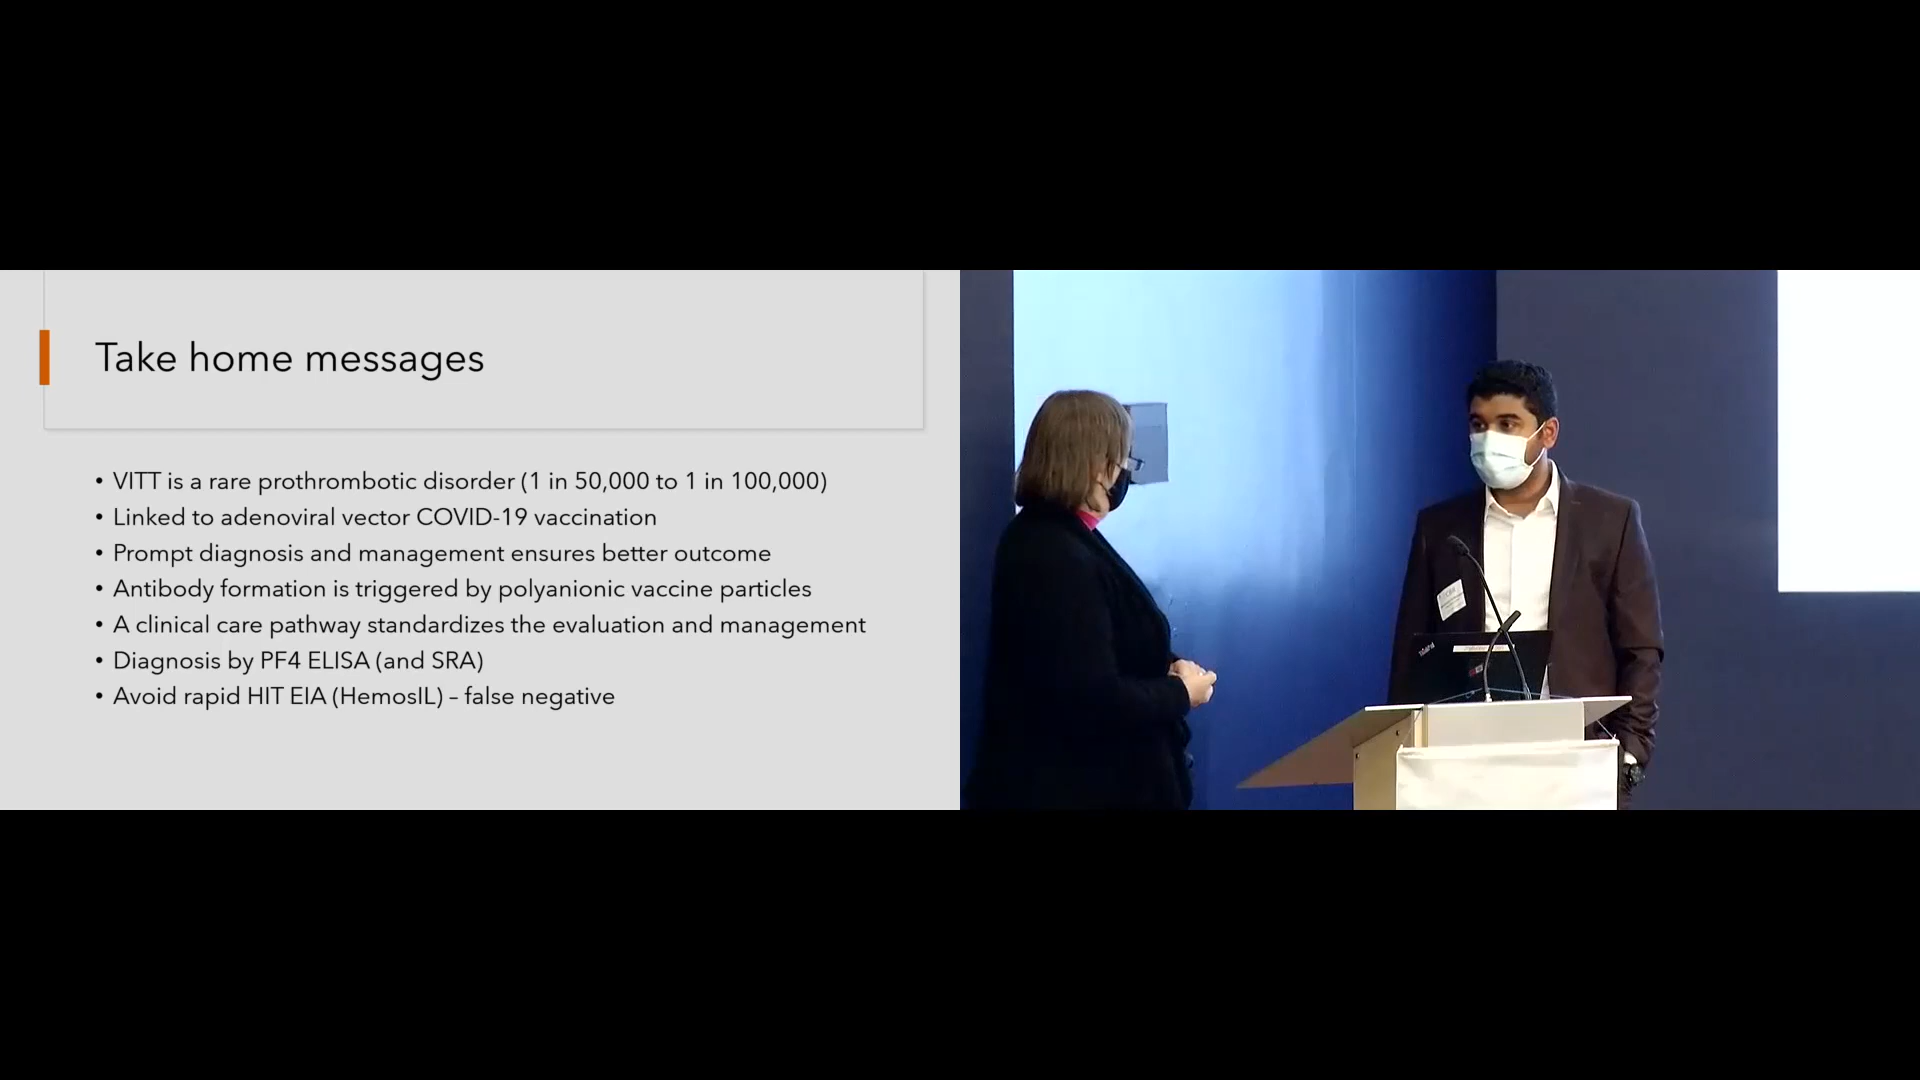 Take home messages
• VITT is a rare prothrombotic disorder (1 in 50,000 to 1 in 100,000)
• Linked to adenoviral vector COVID-19 vaccination
• Prompt diagnosis and management ensures better outcome
• Antibody formation is triggered by polyanionic vaccine particles
• A clinical care pathway standardizes the evaluation and management
• Diagnosis by PF4 ELISA (and SRA)
• Avoid rapid HIT EIA (HemosIL) – false negative